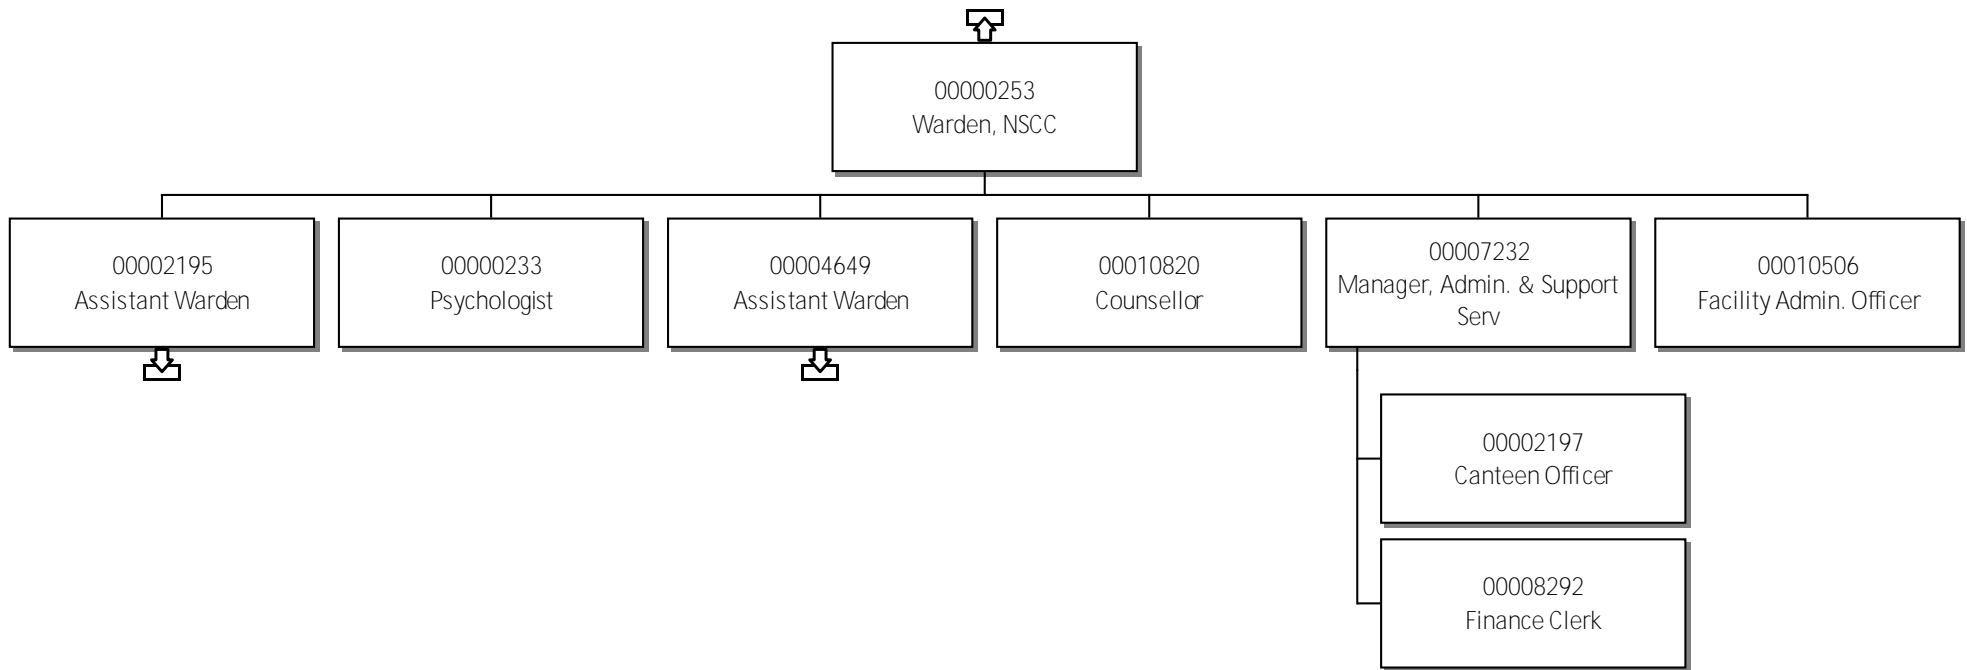 00000253
Warden, NSCC
00002195
Assistant Warden
00000233
Psychologist
00004649
Assistant Warden
00010820
Counsellor
00007232
Manager, Admin. & Support
Serv
00010506
Facility Admin. Officer
00002197
Canteen Officer
00008292
Finance Clerk